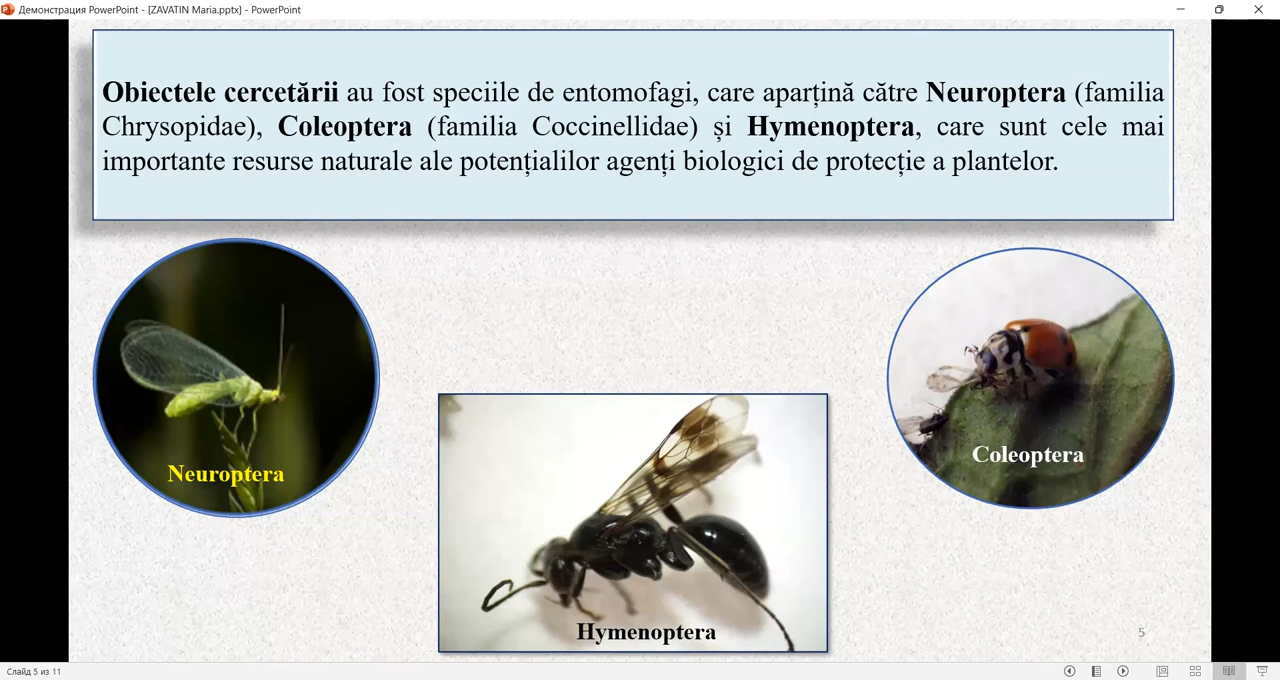 Демонстрация PowerPoint - [ZAVATIN Maria.pptx] - PowerPoint
Obiectele cercetării au fost speciile de entomofagi, care aparțină către Neuroptera (familia
Chrysopidae), Coleoptera (familia Coccinellidae) și Hymenoptera, care sunt cele mai
importante resurse naturale ale potențialilor agenți biologici de protecție a plantelor.
Neuroptera
Coleoptera
Hymenoptera
5
Слайд 5 из 11